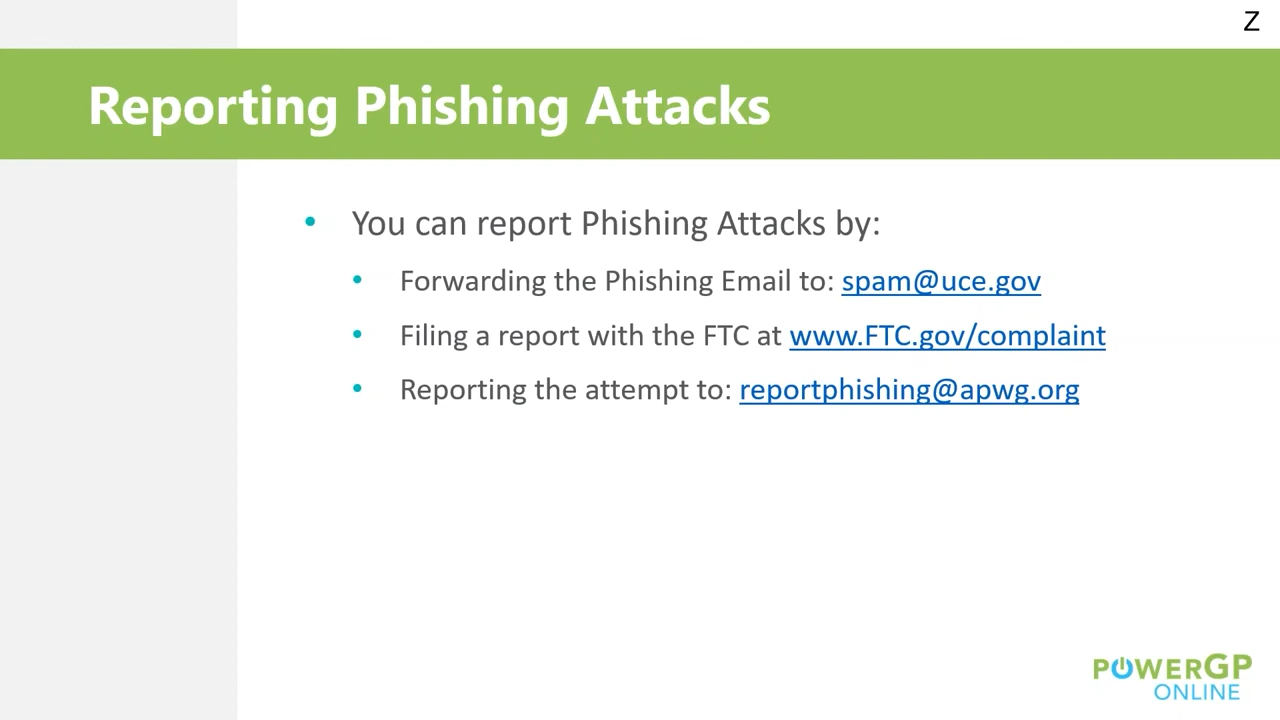 Z
Reporting Phishing Attacks
• You can report Phishing Attacks by:
• Forwarding the Phishing Email to: spam@uce.gov
• Filing a report with the FTC at www.FTC.gov/complaint
• Reporting the attempt to: reportphishing@apwg.org
POWERGP
ONLINE